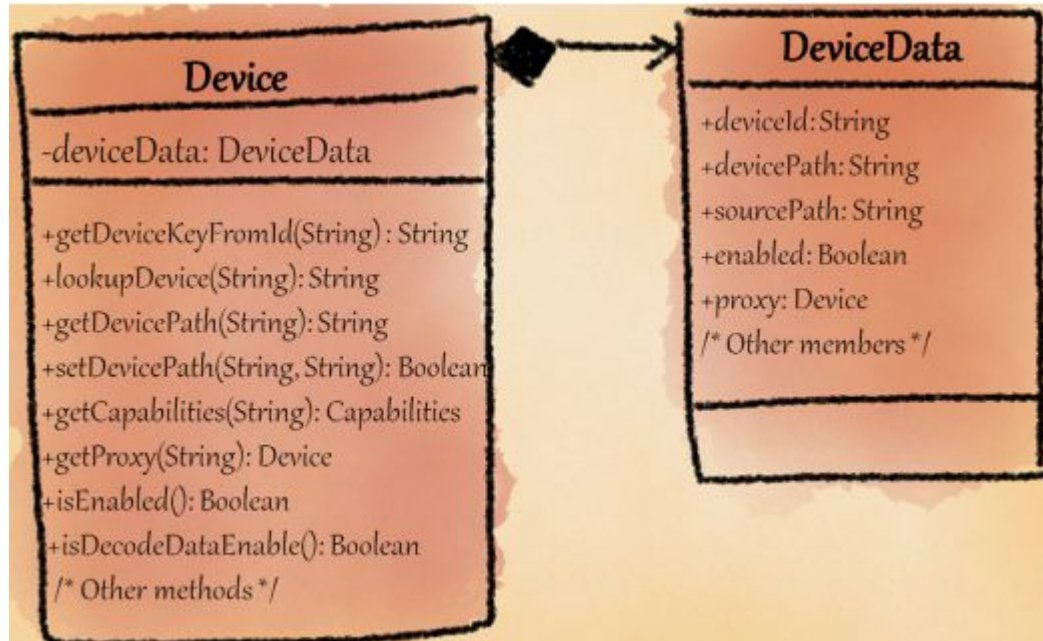 Device
-deviceData: DeviceData
+getDeviceKeyFromId(String) : String
+lookupDevice(String): String
+getDevicePath(String): String
+setDevicePath(String, String): Boolean
+getCapabilities(String): Capabilities
+getProxy(String): Device
+isEnabled(): Boolean
+isDecodeDataEnable(): Boolean
/* Other methods */
DeviceData
+deviceId: String
+devicePath: String
+sourcePath: String
+enabled: Boolean
+proxy: Device
/* Other members */